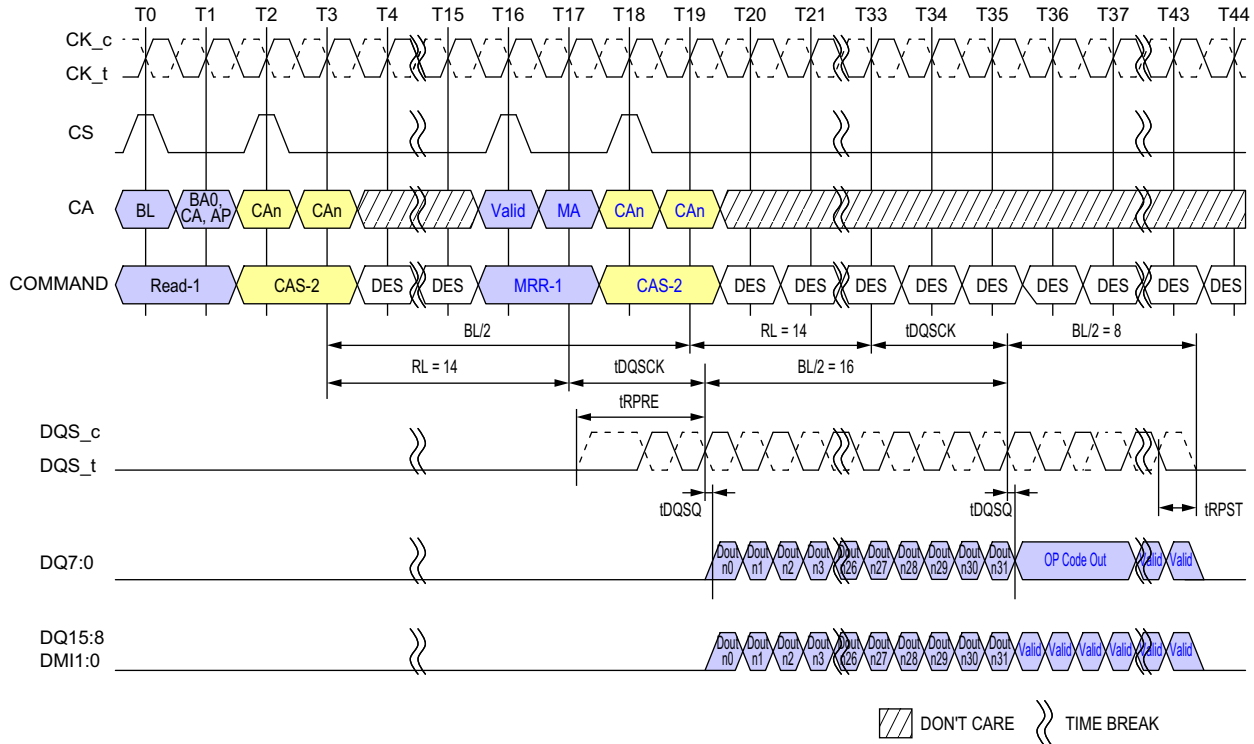 T0 T1 T2 T3 T4 T15 T16 T17 T18 T19 T20 T21 T33 T34 T35 T36 T37 T43 T44
CK_c
CK_t
CS
CA BL BA0, CA, AP CAn CAn Valid MA CAn CAn
COMMAND Read-1 CAS-2 DES DES MRR-1 CAS-2 DES DES DES DES DES DES DES DES DES
BL/2 RL = 14 tDQSCK BL/2 = 8
RL = 14 tDQSCK BL/2 = 16
tRPRE
DQS_c
DQS_t
tDQSQ tDQSQ tRPST
DQ7:0 Dout n0 Dout n1 Dout n2 Dout n3 Dout n26 Dout n27 Dout n28 Dout n29 Dout n30 Dout n31 OP Code Out Valid Valid
DQ15:8
DMI1:0 Dout n0 Dout n1 Dout n2 Dout n3 Dout n26 Dout n27 Dout n28 Dout n29 Dout n30 Dout n31 Valid Valid Valid Valid Valid Valid
DON'T CARE TIME BREAK